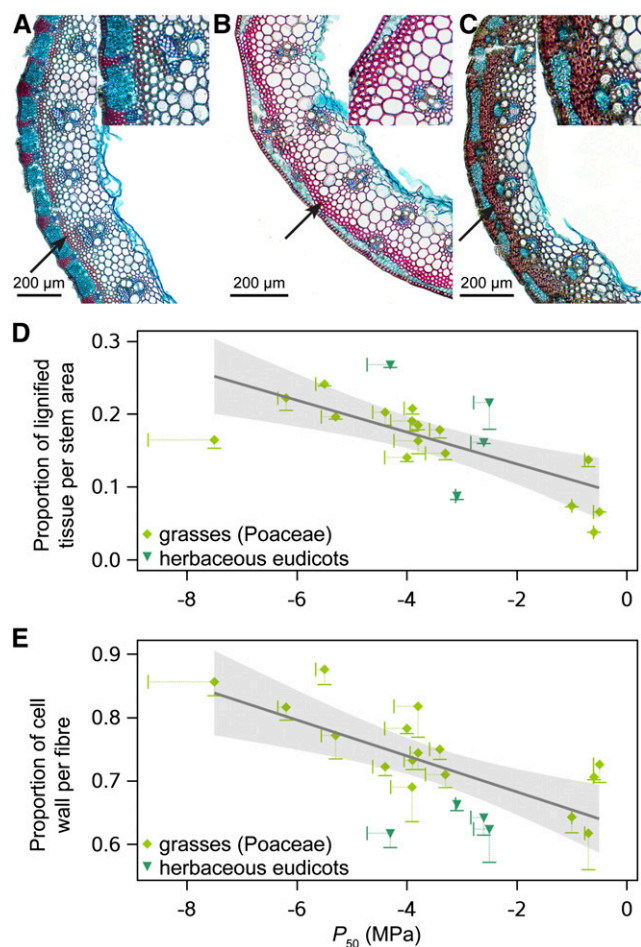 A B C
200 µm 200 µm 200 µm
D
Proportion of lignified
tissue per stem area
0.3
0.2
0.1
0.0
grasses (Poaceae)
herbaceous eudicots
-8 -6 -4 -2 0
E
Proportion of cell
wall per fibre
0.9
0.8
0.7
0.6
grasses (Poaceae)
herbaceous eudicots
-8 -6 -4 -2 0
P50 (MPa)